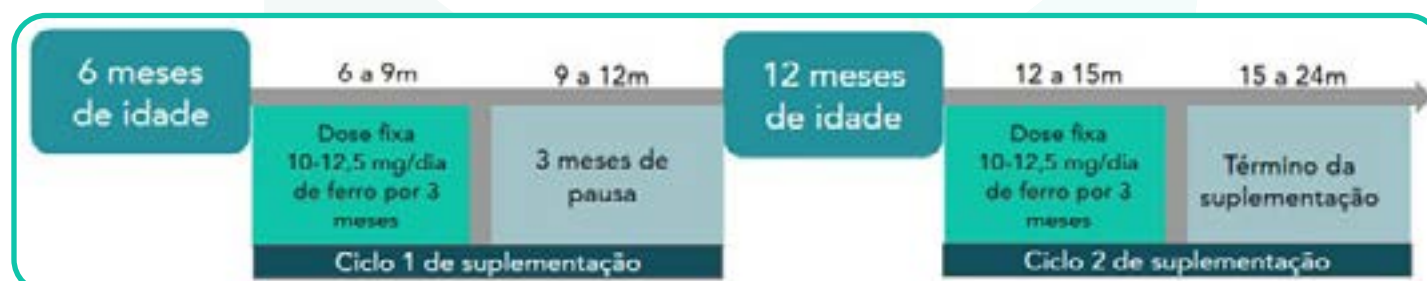 6 meses
de idade
6 a 9m
Dose fixa
10-12,5 mg/dia
de ferro por 3
meses
9 a 12m
3 meses de
pausa
Ciclo 1 de suplementação
12 meses
de idade
12 a 15m
Dose fixa
10-12,5 mg/dia
de ferro por 3
meses
15 a 24m
Término da
suplementação
Ciclo 2 de suplementação